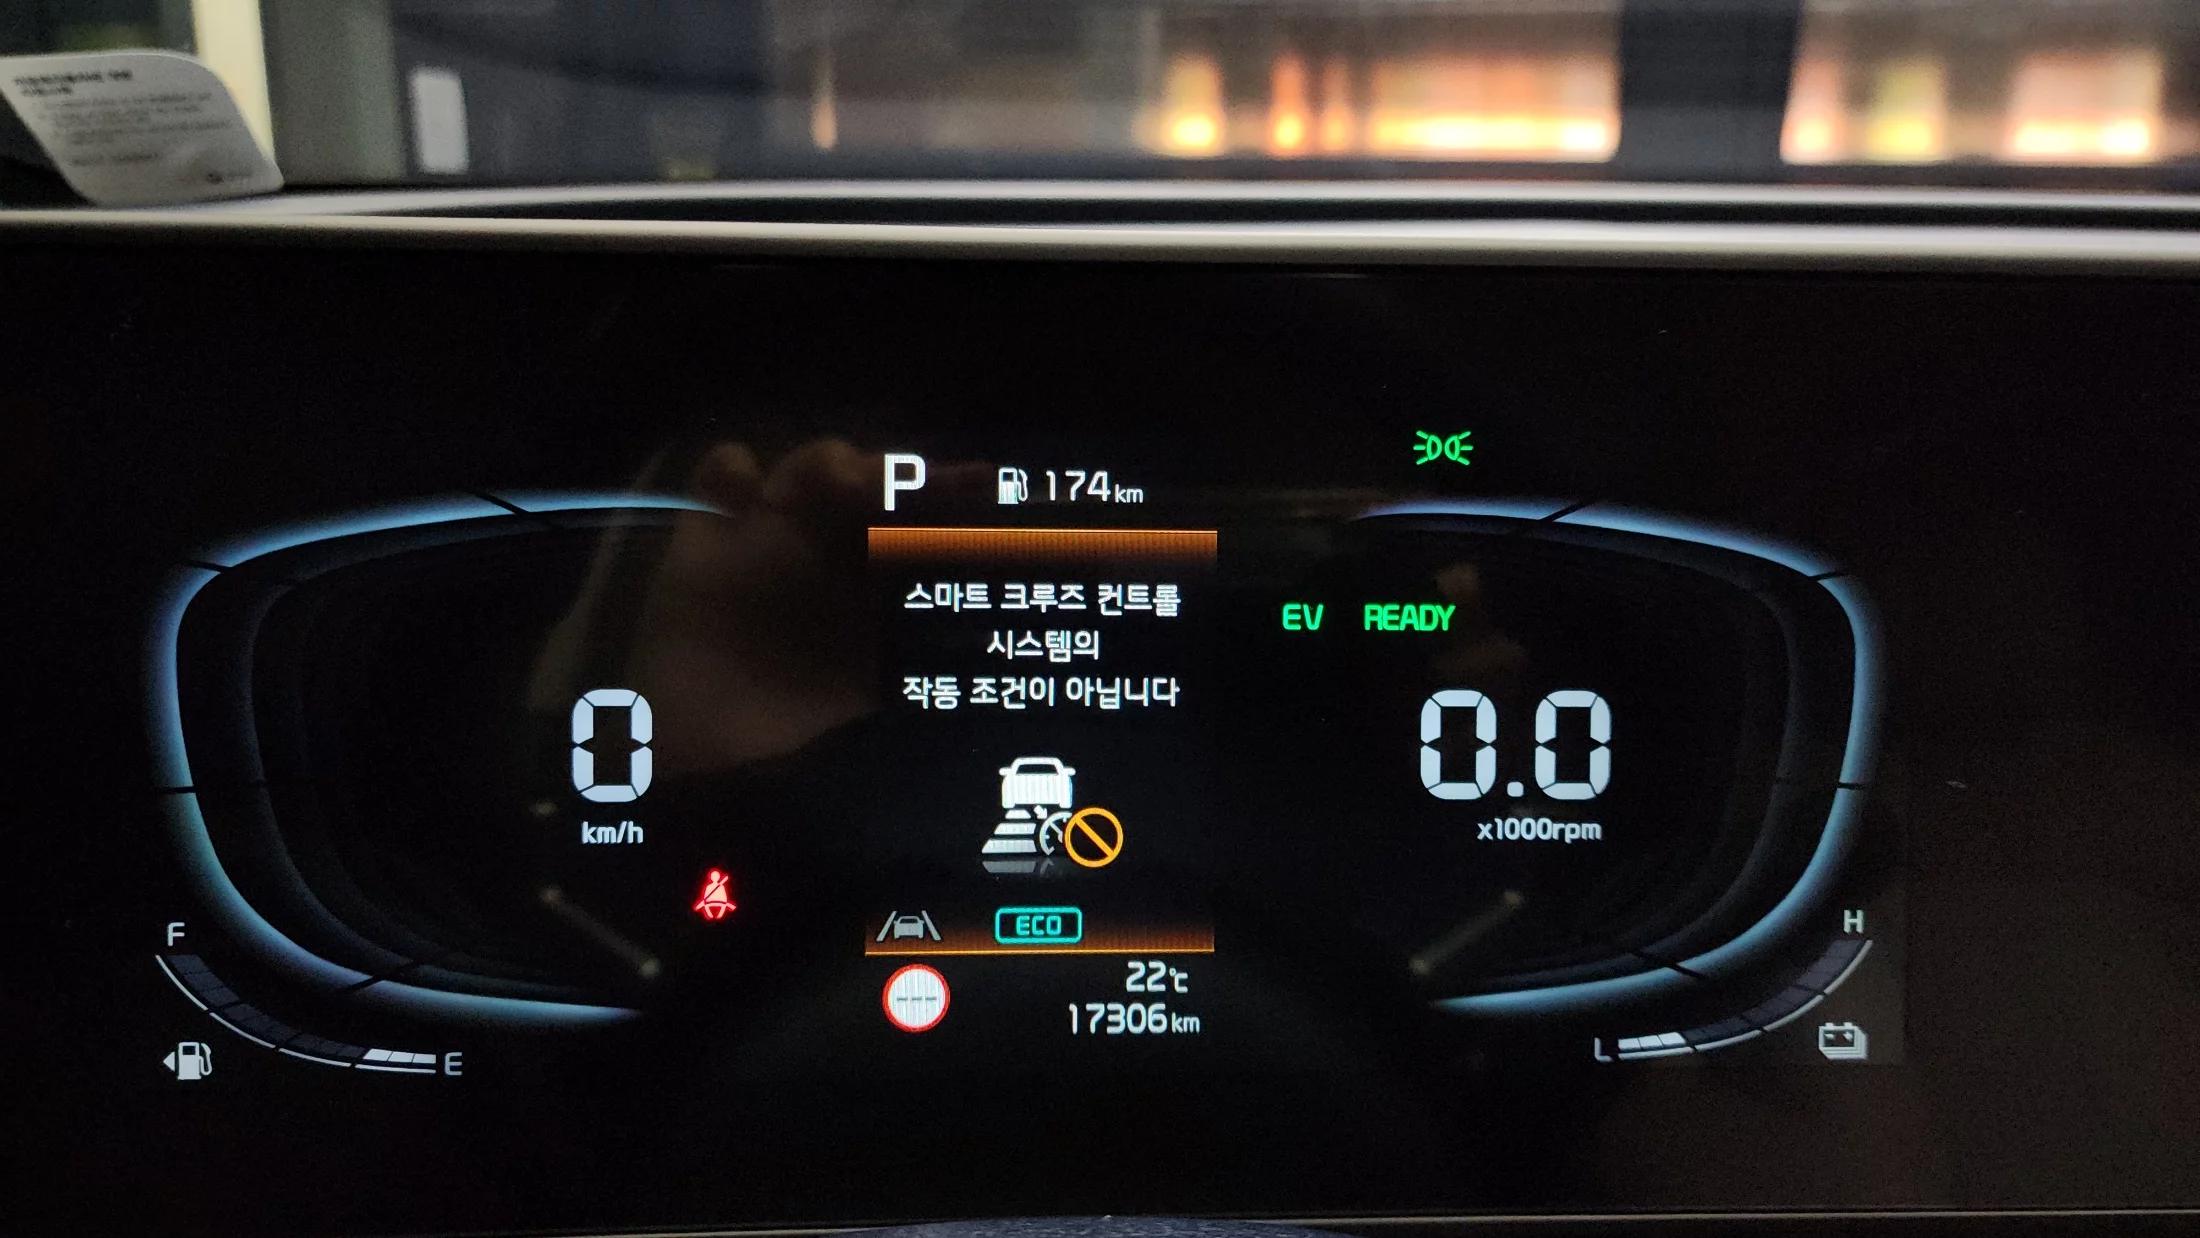 P
174km
스마트 크루즈 컨트롤
시스템의
작동 조건이 아닙니다
EV READY
0
km/h
0.0
x1000rpm
ECO
F
E
---
22℃
17306km
H
L